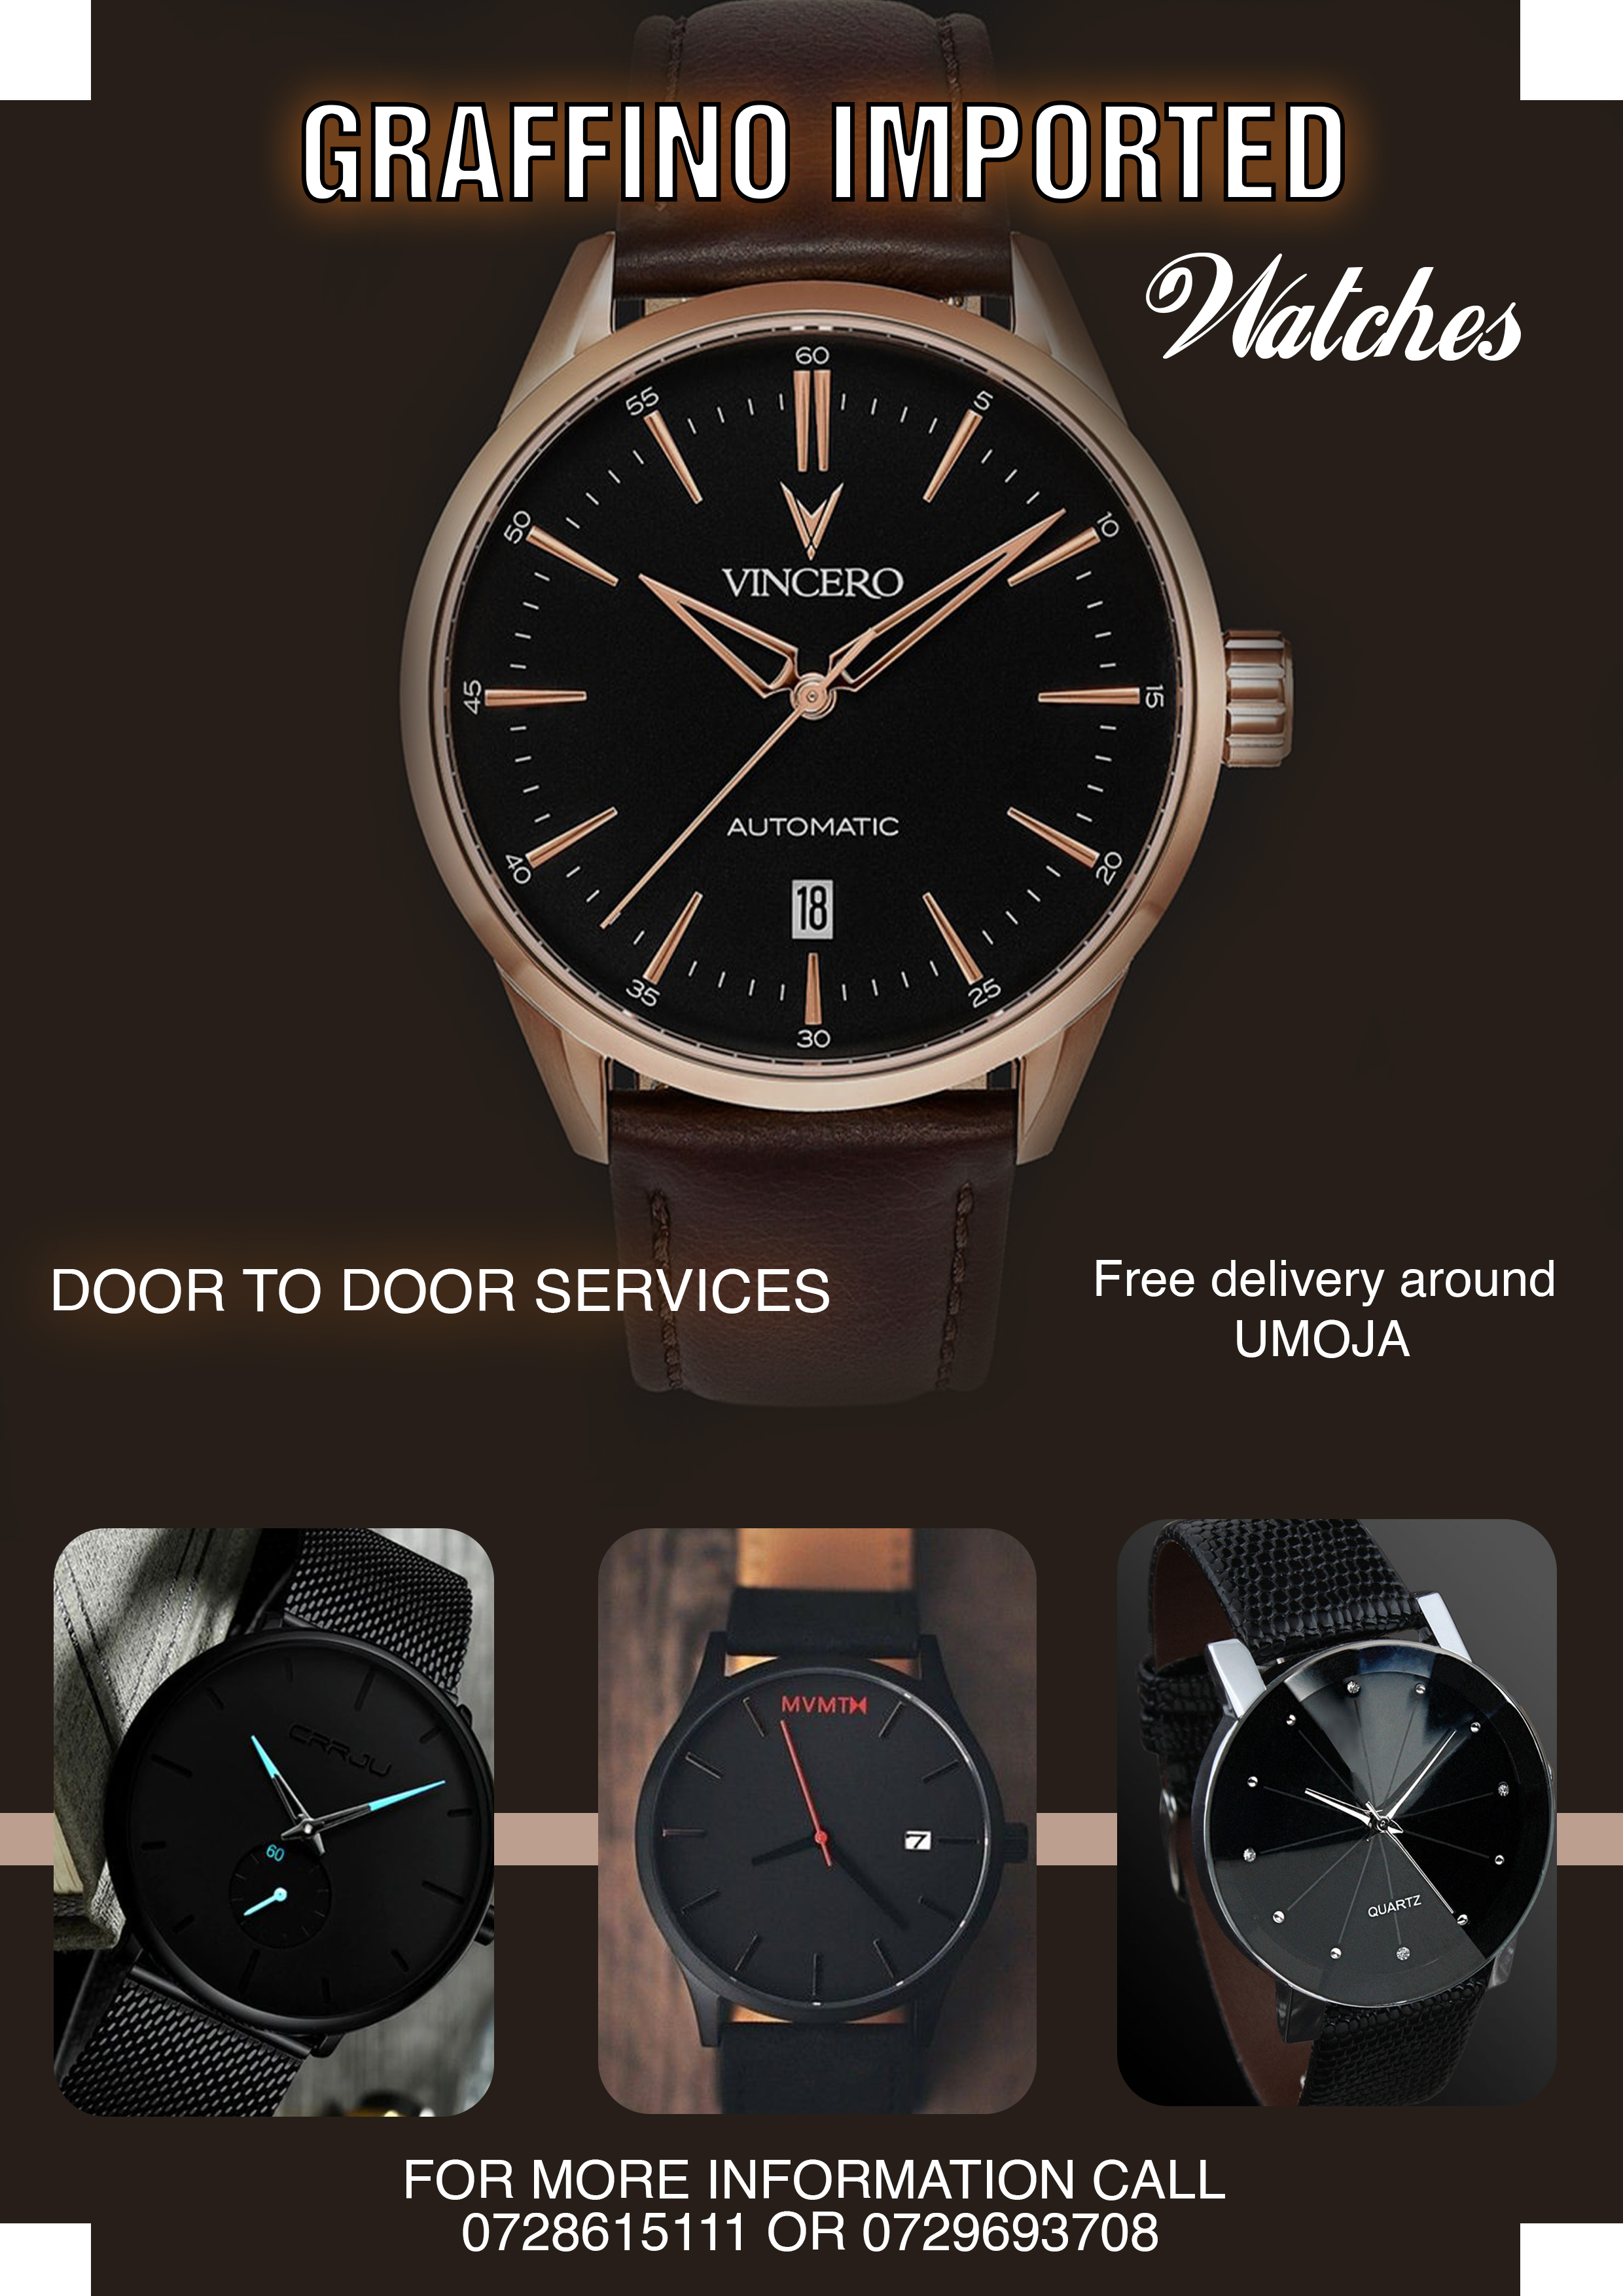 GRAFFINO IMPORTED
Watches
60
55
5
50
10
VINCERO
45
15
AUTOMATIC
40
20
18
35
25
30
DOOR TO DOOR SERVICES
Free delivery around
UMOJA
CRRJU
60
MVMT
7
QUARTZ
FOR MORE INFORMATION CALL
0728615111 OR 0729693708